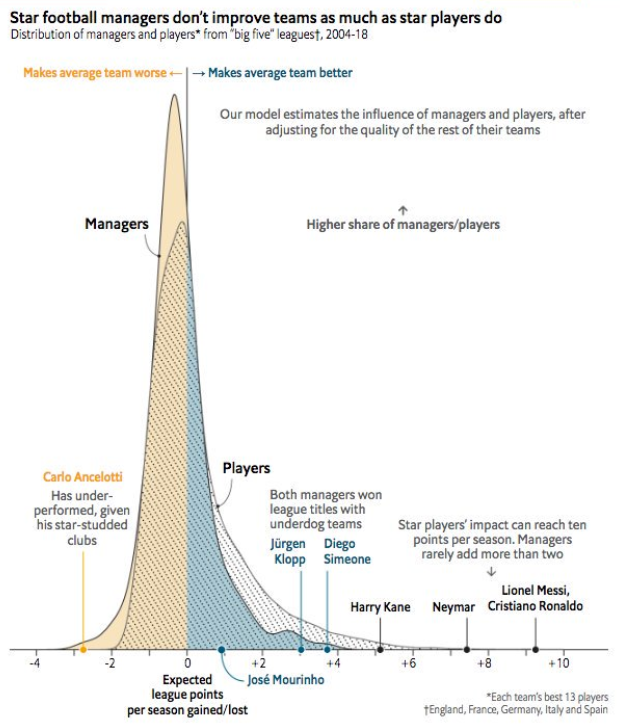 Star football managers don't improve teams as much as star players do
Distribution of managers and players* from "big five" leagues†, 2004-18
Makes average team worse ←
→ Makes average team better
Our model estimates the influence of managers and players, after
adjusting for the quality of the rest of their teams
↑
Higher share of managers/players
Managers
Players
Carlo Ancelotti
Has under-
performed, given
his star-studded
clubs
Both managers won
league titles with
underdog teams
Jürgen
Klopp
Diego
Simeone
Star players' impact can reach ten
points per season. Managers
rarely add more than two
↓
Harry Kane
Neymar
Lionel Messi,
Cristiano Ronaldo
-4
-2
0
+2
+4
+6
+8
+10
Expected
league points
per season gained/lost
José Mourinho
*Each team's best 13 players
†England, France, Germany, Italy and Spain